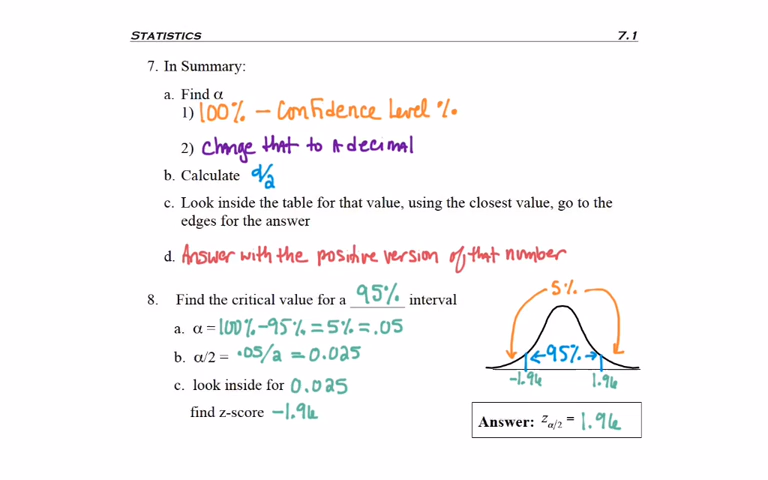 STATISTICS 7.1
7. In Summary:
a. Find α
1) 100% – Confidence Level %
2) Change that to A decimal
b. Calculate α/2
c. Look inside the table for that value, using the closest value, go to the
edges for the answer
d. Answer with the positive version of that number
8. Find the critical value for a 95% interval
a. α = 100% – 95% = 5% = .05
b. α/2 = .05/2 = 0.025
c. look inside for 0.025
find z-score –1.96
5%
95%
–1.96 1.96
Answer: zα/2 = 1.96